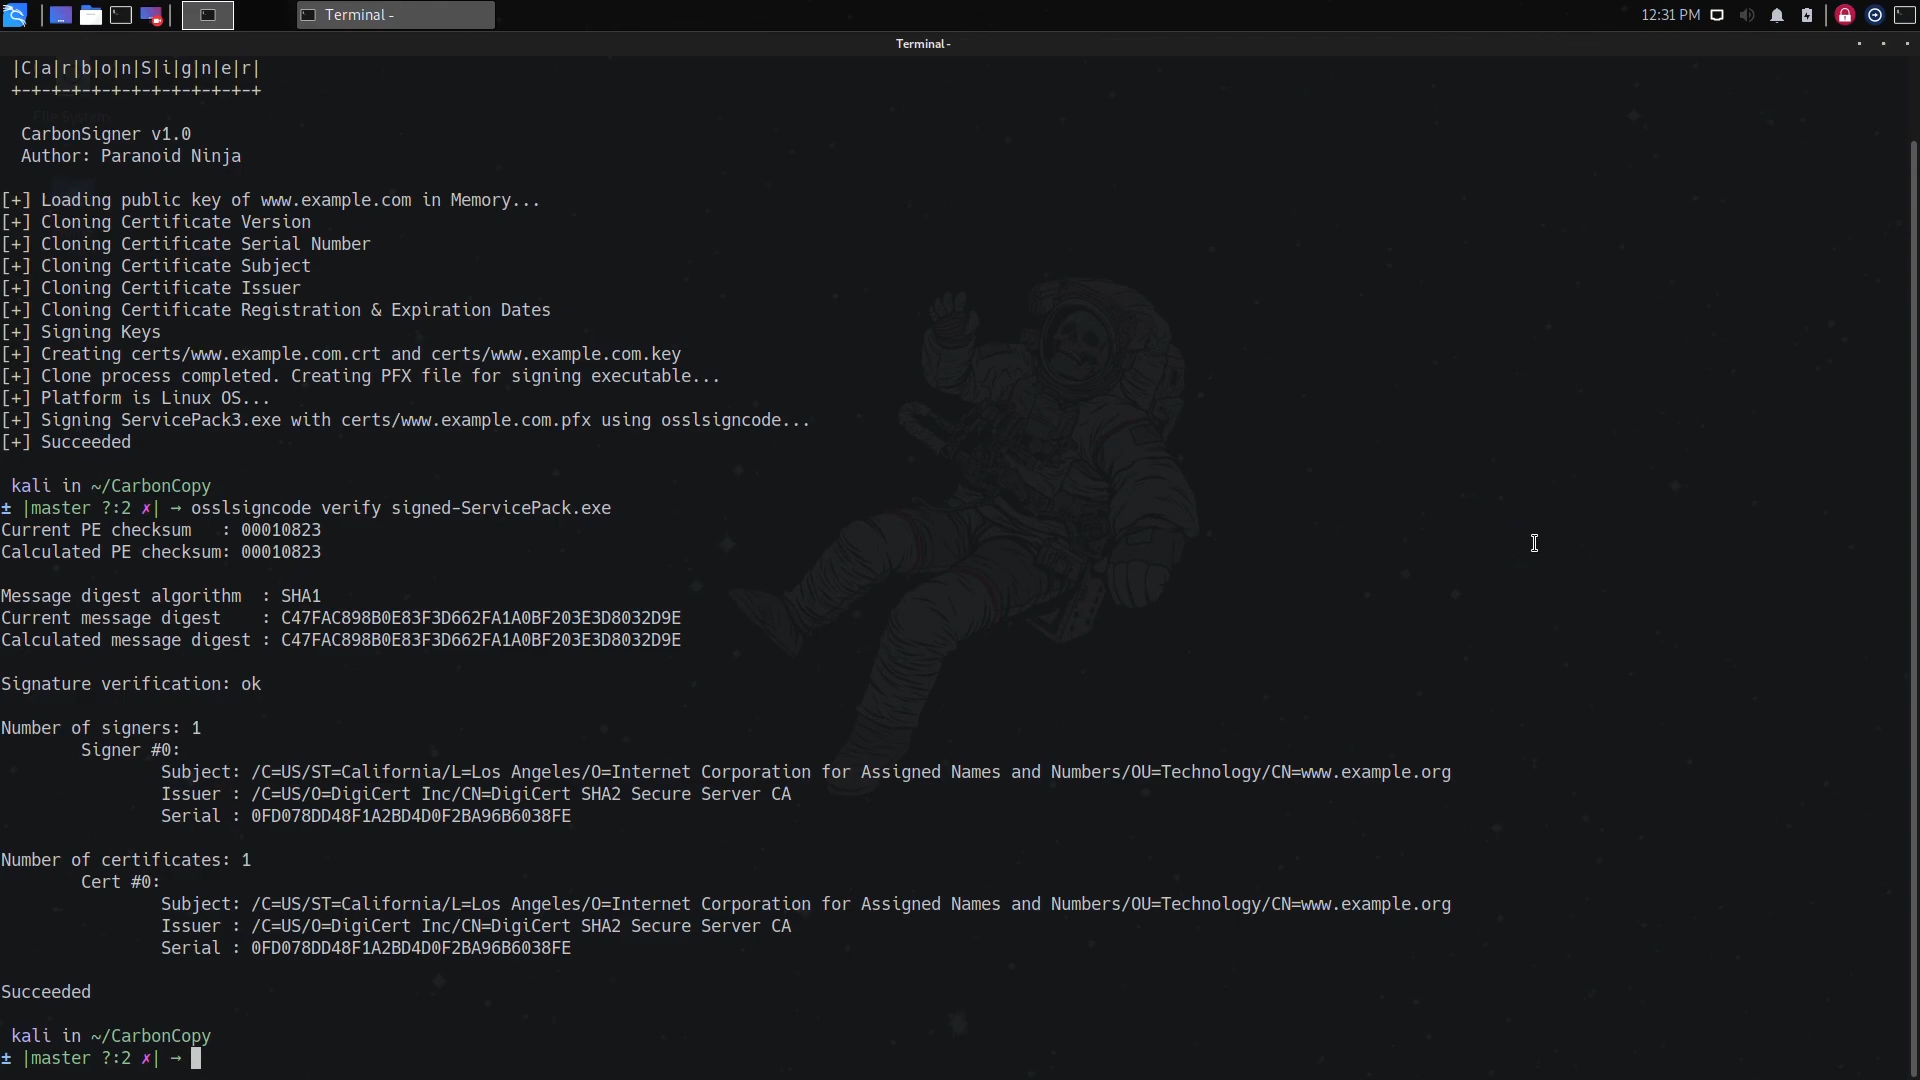 Terminal -
12:31 PM
Terminal-
|C|a|r|b|o|n|S|i|g|n|e|r|
+-+-+-+-+-+-+-+-+-+-+-+-+
File System
CarbonSigner v1.0
Author: Paranoid Ninja
[+] Loading public key of www.example.com in Memory...
[+] Cloning Certificate Version
[+] Cloning Certificate Serial Number
[+] Cloning Certificate Subject
[+] Cloning Certificate Issuer
[+] Cloning Certificate Registration & Expiration Dates
[+] Signing Keys
[+] Creating certs/www.example.com.crt and certs/www.example.com.key
[+] Clone process completed. Creating PFX file for signing executable...
[+] Platform is Linux OS...
[+] Signing ServicePack3.exe with certs/www.example.com.pfx using osslsigncode...
[+] Succeeded
kali in ~/CarbonCopy
± |master ?:2 ✗| → osslsigncode verify signed-ServicePack.exe
Current PE checksum   : 00010823
Calculated PE checksum: 00010823
Message digest algorithm  : SHA1
Current message digest    : C47FAC898B0E83F3D662FA1A0BF203E3D8032D9E
Calculated message digest : C47FAC898B0E83F3D662FA1A0BF203E3D8032D9E
Signature verification: ok
Number of signers: 1
Signer #0:
Subject: /C=US/ST=California/L=Los Angeles/O=Internet Corporation for Assigned Names and Numbers/OU=Technology/CN=www.example.org
Issuer : /C=US/O=DigiCert Inc/CN=DigiCert SHA2 Secure Server CA
Serial : 0FD078DD48F1A2BD4D0F2BA96B6038FE
Number of certificates: 1
Cert #0:
Subject: /C=US/ST=California/L=Los Angeles/O=Internet Corporation for Assigned Names and Numbers/OU=Technology/CN=www.example.org
Issuer : /C=US/O=DigiCert Inc/CN=DigiCert SHA2 Secure Server CA
Serial : 0FD078DD48F1A2BD4D0F2BA96B6038FE
Succeeded
kali in ~/CarbonCopy
± |master ?:2 ✗| →